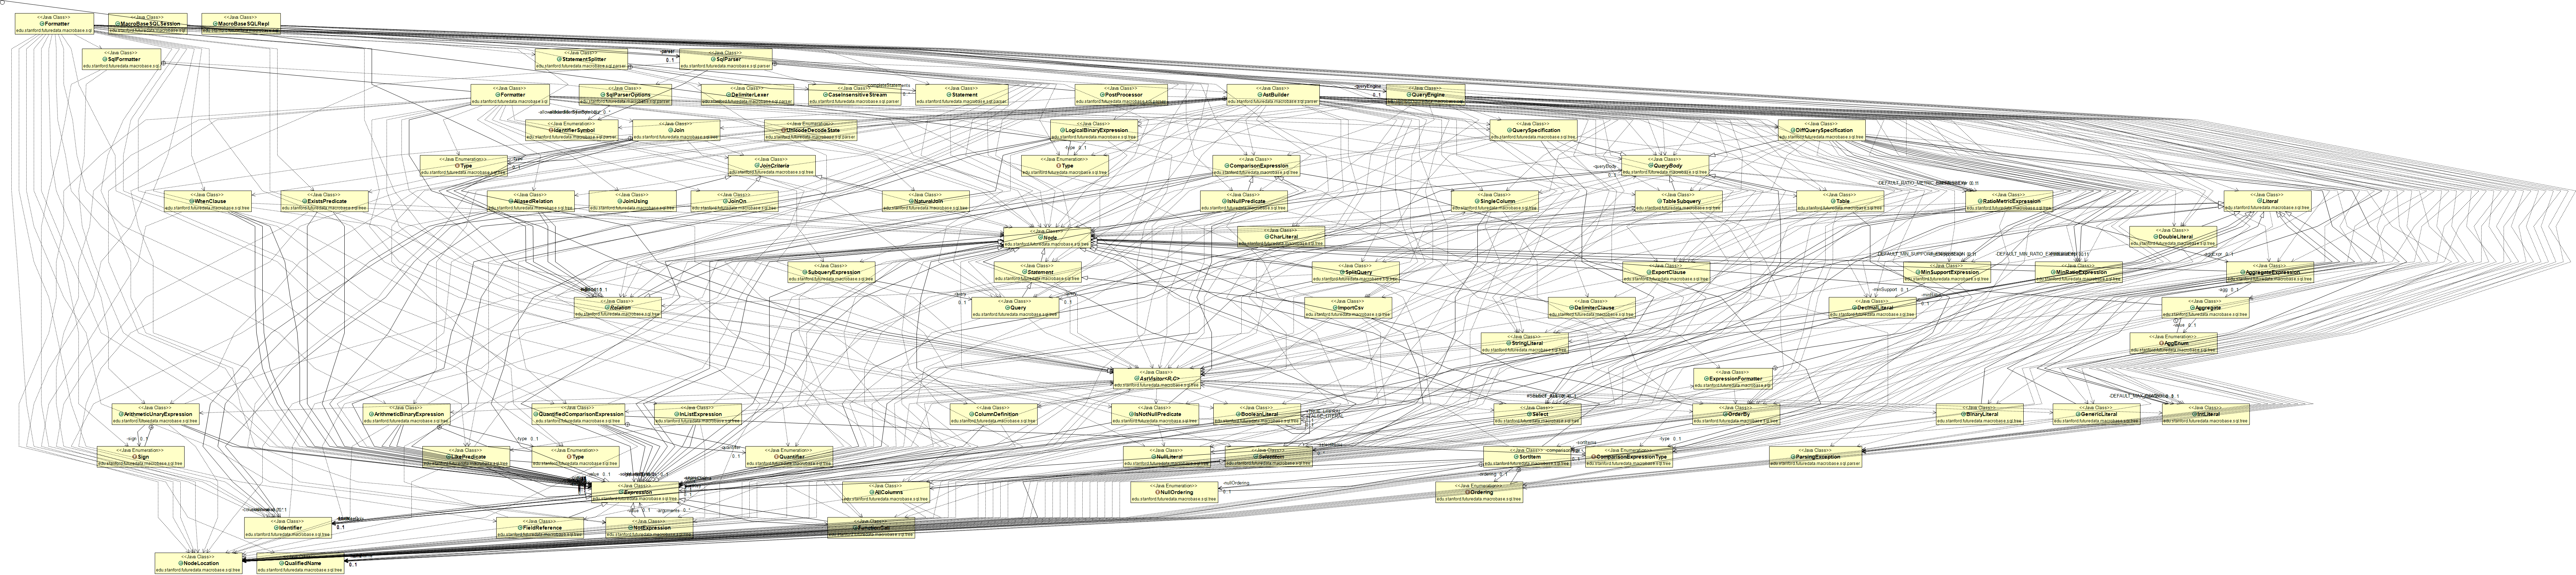 <<Java Class>>
Formatter
edu.stanford.futuredata.macrobase.sql
<<Java Class>>
MacroBaseSQLSession
edu.stanford.futuredata.macrobase.sql
<<Java Class>>
MacroBaseSQLRepl
edu.stanford.futuredata.macrobase.sql
<<Java Class>>
SqlFormatter
edu.stanford.futuredata.macrobase.sql
<<Java Class>>
StatementSplitter
edu.stanford.futuredata.macrobase.sql.parser
-parser
0..1
<<Java Class>>
SqlParser
edu.stanford.futuredata.macrobase.sql.parser
<<Java Class>>
Formatter
edu.stanford.futuredata.macrobase.sql
<<Java Class>>
SqlParserOptions
edu.stanford.futuredata.macrobase.sql.parser
<<Java Class>>
DelimiterLexer
edu.stanford.futuredata.macrobase.sql.parser
<<Java Class>>
CaseInsensitiveStream
edu.stanford.futuredata.macrobase.sql.parser
<<Java Class>>
Statement
edu.stanford.futuredata.macrobase.sql.parser
<<Java Class>>
PostProcessor
edu.stanford.futuredata.macrobase.sql.parser
<<Java Class>>
AstBuilder
edu.stanford.futuredata.macrobase.sql.parser
-queryEngine
0..1
<<Java Class>>
QueryEngine
<<Java Enumeration>>
IdentifierSymbol
edu.stanford.futuredata.macrobase.sql.parser
<<Java Class>>
Join
edu.stanford.futuredata.macrobase.sql.tree
<<Java Enumeration>>
UnicodeDecodeState
edu.stanford.futuredata.macrobase.sql.parser
<<Java Class>>
LogicalBinaryExpression
edu.stanford.futuredata.macrobase.sql.tree
<<Java Class>>
QuerySpecification
edu.stanford.futuredata.macrobase.sql.tree
<<Java Class>>
DiffQuerySpecification
edu.stanford.futuredata.macrobase.sql.tree
<<Java Enumeration>>
Type
edu.stanford.futuredata.macrobase.sql.tree
-type
0..1
<<Java Class>>
JoinCriteria
edu.stanford.futuredata.macrobase.sql.tree
-type 0..1
<<Java Enumeration>>
Type
edu.stanford.futuredata.macrobase.sql.tree
<<Java Class>>
ComparisonExpression
edu.stanford.futuredata.macrobase.sql.tree
-queryBody
0..1
<<Java Class>>
QueryBody
edu.stanford.futuredata.macrobase.sql.tree
<<Java Class>>
WhenClause
edu.stanford.futuredata.macrobase.sql.tree
<<Java Class>>
ExistsPredicate
edu.stanford.futuredata.macrobase.sql.tree
<<Java Class>>
AliasedRelation
edu.stanford.futuredata.macrobase.sql.tree
<<Java Class>>
JoinUsing
edu.stanford.futuredata.macrobase.sql.tree
<<Java Class>>
JoinOn
edu.stanford.futuredata.macrobase.sql.tree
<<Java Class>>
NaturalJoin
edu.stanford.futuredata.macrobase.sql.tree
<<Java Class>>
IsNullPredicate
edu.stanford.futuredata.macrobase.sql.tree
<<Java Class>>
SingleColumn
edu.stanford.futuredata.macrobase.sql.tree
<<Java Class>>
TableSubquery
edu.stanford.futuredata.macrobase.sql.tree
<<Java Class>>
Table
edu.stanford.futuredata.macrobase.sql.tree
<<Java Class>>
RatioMetricExpression
edu.stanford.futuredata.macrobase.sql.tree
<<Java Class>>
Literal
edu.stanford.futuredata.macrobase.sql.tree
<<Java Class>>
Node
edu.stanford.futuredata.macrobase.sql.tree
<<Java Class>>
CharLiteral
edu.stanford.futuredata.macrobase.sql.tree
<<Java Class>>
DoubleLiteral
edu.stanford.futuredata.macrobase.sql.tree
<<Java Class>>
SubqueryExpression
edu.stanford.futuredata.macrobase.sql.tree
<<Java Class>>
Statement
edu.stanford.futuredata.macrobase.sql.tree
<<Java Class>>
SplitQuery
edu.stanford.futuredata.macrobase.sql.tree
<<Java Class>>
ExportClause
edu.stanford.futuredata.macrobase.sql.tree
<<Java Class>>
MinSupportExpression
edu.stanford.futuredata.macrobase.sql.tree
<<Java Class>>
MinRatioExpression
edu.stanford.futuredata.macrobase.sql.tree
-aggExpr 0..1
<<Java Class>>
AggregateExpression
edu.stanford.futuredata.macrobase.sql.tree
<<Java Class>>
Relation
edu.stanford.futuredata.macrobase.sql.tree
<<Java Class>>
Query
edu.stanford.futuredata.macrobase.sql.tree
<<Java Class>>
ImportCsv
edu.stanford.futuredata.macrobase.sql.tree
<<Java Class>>
DelimiterClause
edu.stanford.futuredata.macrobase.sql.tree
-minSupport 0..1
<<Java Class>>
DecimalLiteral
edu.stanford.futuredata.macrobase.sql.tree
-agg 0..1
<<Java Class>>
Aggregate
edu.stanford.futuredata.macrobase.sql.tree
-value 0..1
<<Java Class>>
StringLiteral
edu.stanford.futuredata.macrobase.sql.tree
<<Java Enumeration>>
AggEnum
edu.stanford.futuredata.macrobase.sql.tree
<<Java Class>>
AstVisitor<R,C>
edu.stanford.futuredata.macrobase.sql.tree
<<Java Class>>
ExpressionFormatter
edu.stanford.futuredata.macrobase.sql.tree
<<Java Class>>
ArithmeticUnaryExpression
edu.stanford.futuredata.macrobase.sql.tree
<<Java Class>>
ArithmeticBinaryExpression
edu.stanford.futuredata.macrobase.sql.tree
<<Java Class>>
QuantifiedComparisonExpression
edu.stanford.futuredata.macrobase.sql.tree
<<Java Class>>
InListExpression
edu.stanford.futuredata.macrobase.sql.tree
<<Java Class>>
ColumnDefinition
edu.stanford.futuredata.macrobase.sql.tree
<<Java Class>>
IsNotNullPredicate
edu.stanford.futuredata.macrobase.sql.tree
<<Java Class>>
BooleanLiteral
edu.stanford.futuredata.macrobase.sql.tree
<<Java Class>>
Select
edu.stanford.futuredata.macrobase.sql.tree
<<Java Class>>
OrderBy
edu.stanford.futuredata.macrobase.sql.tree
<<Java Class>>
BinaryLiteral
edu.stanford.futuredata.macrobase.sql.tree
<<Java Class>>
GenericLiteral
edu.stanford.futuredata.macrobase.sql.tree
<<Java Class>>
IntLiteral
edu.stanford.futuredata.macrobase.sql.tree
-sign 0..1
<<Java Enumeration>>
Sign
edu.stanford.futuredata.macrobase.sql.tree
<<Java Class>>
LikePredicate
edu.stanford.futuredata.macrobase.sql.tree
-type 0..1
<<Java Enumeration>>
Type
edu.stanford.futuredata.macrobase.sql.tree
-quantifier
0..1
<<Java Enumeration>>
Quantifier
edu.stanford.futuredata.macrobase.sql.tree
<<Java Class>>
NullLiteral
edu.stanford.futuredata.macrobase.sql.tree
<<Java Class>>
SelectItem
edu.stanford.futuredata.macrobase.sql.tree
<<Java Class>>
SortItem
edu.stanford.futuredata.macrobase.sql.tree
-sortItems
-type 0..1
<<Java Enumeration>>
ComparisonExpressionType
edu.stanford.futuredata.macrobase.sql.tree
<<Java Class>>
ParsingException
edu.stanford.futuredata.macrobase.sql.parser
-value 0..1
<<Java Class>>
Expression
edu.stanford.futuredata.macrobase.sql.tree
<<Java Class>>
AllColumns
edu.stanford.futuredata.macrobase.sql.tree
<<Java Enumeration>>
NullOrdering
edu.stanford.futuredata.macrobase.sql.tree
-nullOrdering
0..1
-ordering 0..1
<<Java Enumeration>>
Ordering
edu.stanford.futuredata.macrobase.sql.tree
<<Java Class>>
Identifier
edu.stanford.futuredata.macrobase.sql.tree
0..1
<<Java Class>>
FieldReference
edu.stanford.futuredata.macrobase.sql.tree
-value 0..1
<<Java Class>>
NotExpression
edu.stanford.futuredata.macrobase.sql.tree
-arguments 0..1
<<Java Class>>
FunctionCall
edu.stanford.futuredata.macrobase.sql.tree
<<Java Class>>
NodeLocation
edu.stanford.futuredata.macrobase.sql.tree
<<Java Class>>
QualifiedName
edu.stanford.futuredata.macrobase.sql.tree
0..1